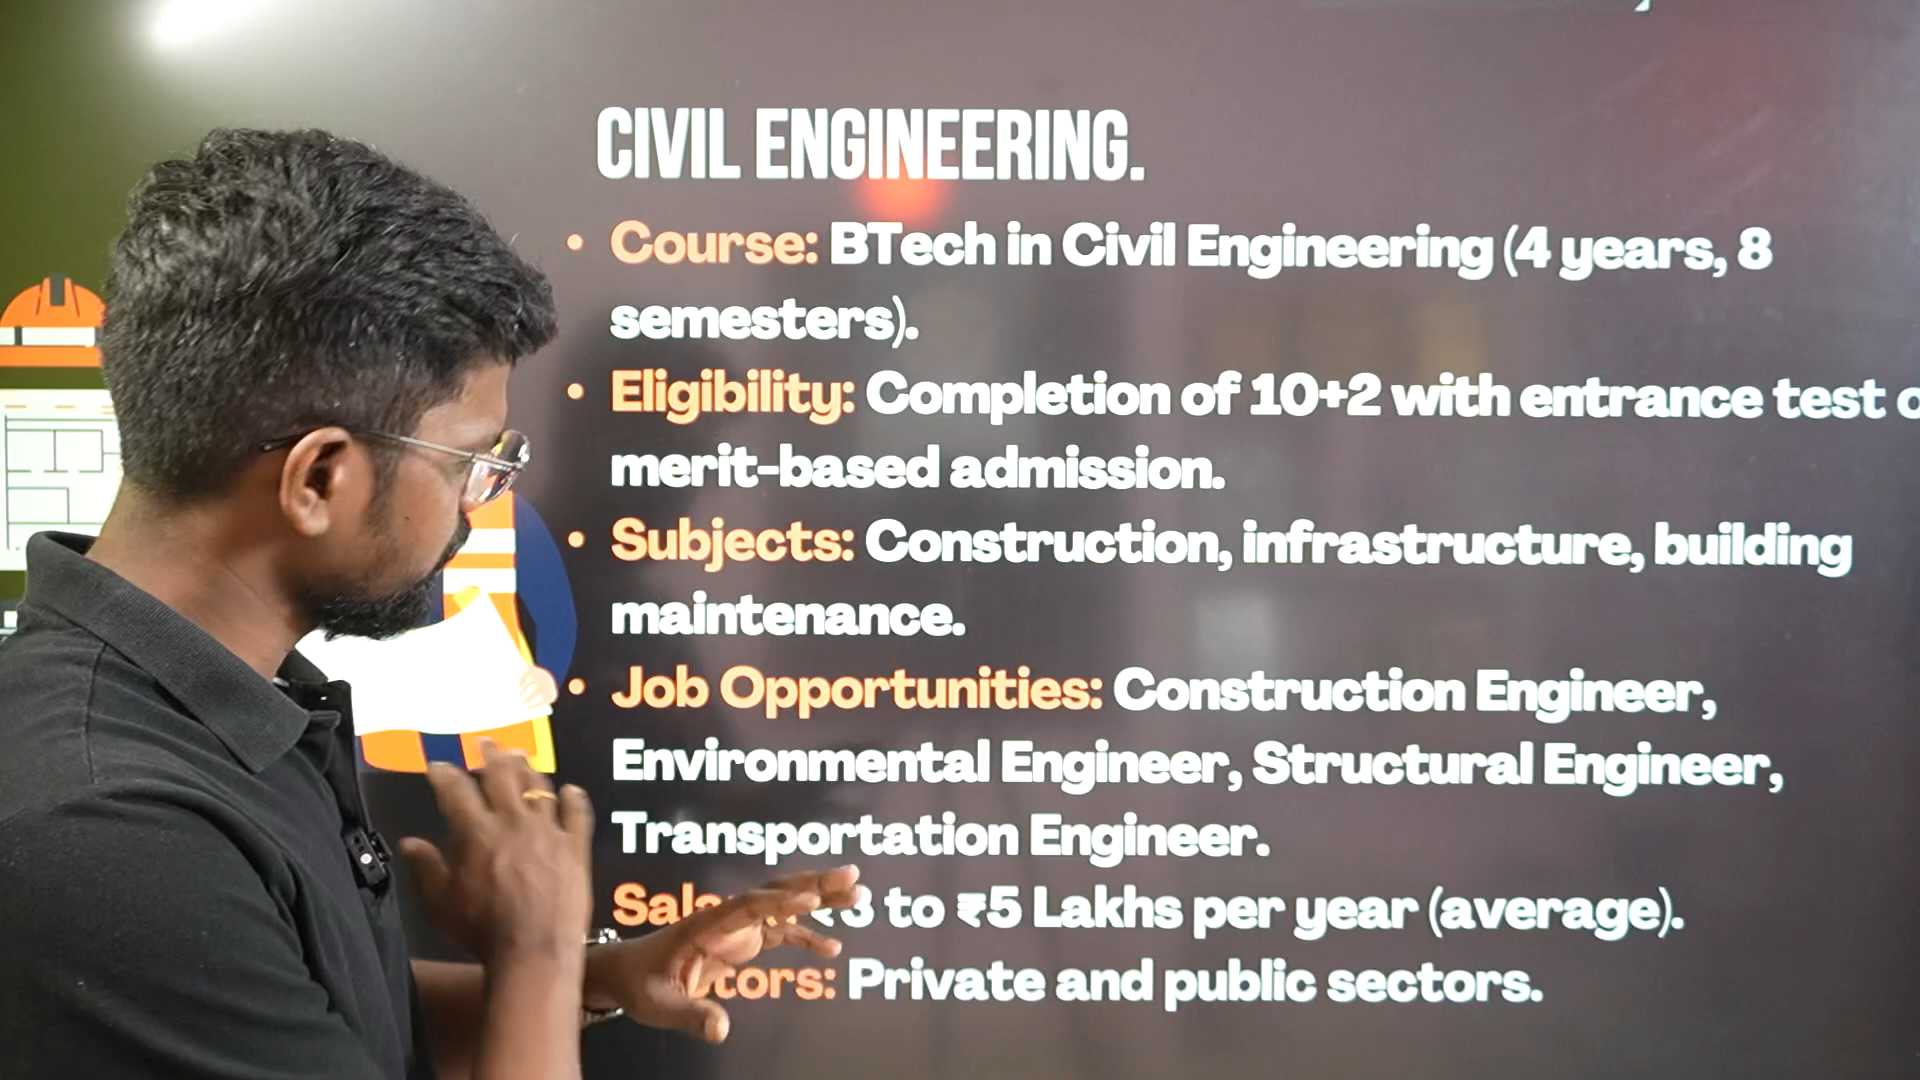 CIVIL ENGINEERING.
• Course: BTech in Civil Engineering (4 years, 8
semesters).
• Eligibility: Completion of 10+2 with entrance test
merit-based admission.
• Subjects: Construction, infrastructure, building
maintenance.
• Job Opportunities: Construction Engineer,
Environmental Engineer, Structural Engineer,
Transportation Engineer.
₹3 to ₹5 Lakhs per year (average).
Private and public sectors.